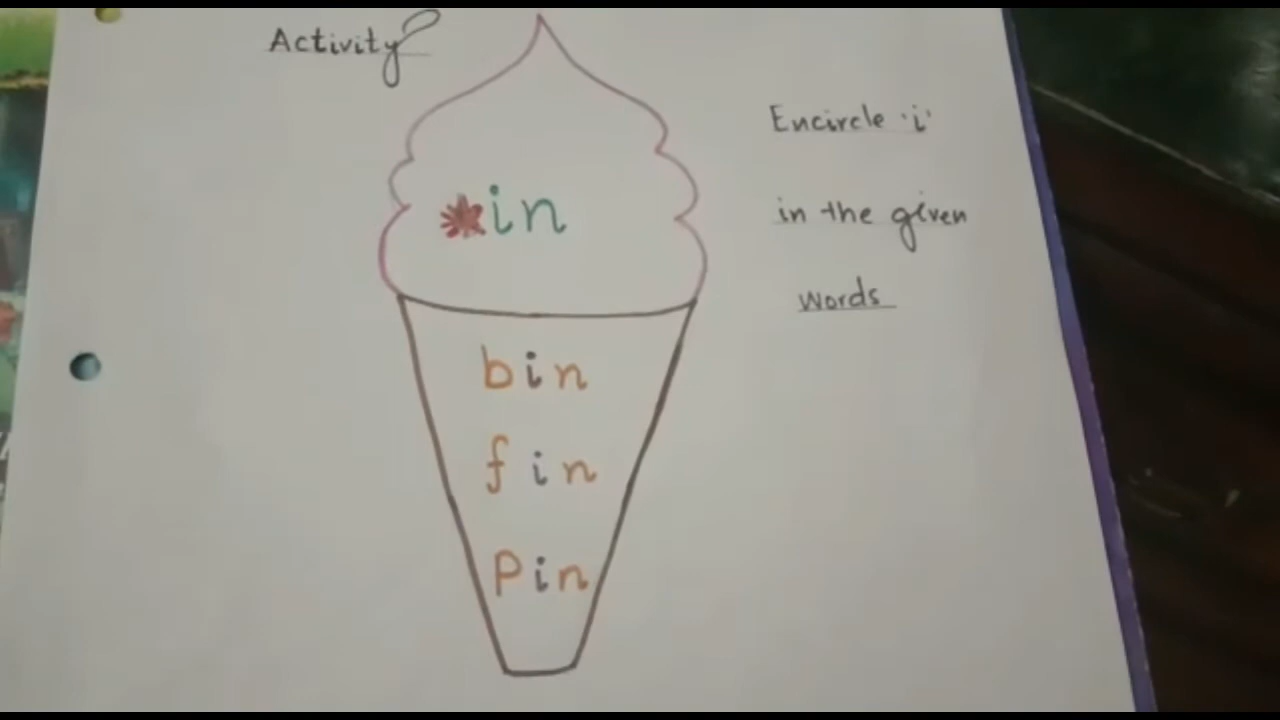 Activity
in
bin
fin
Pin
Encircle 'i'
in the given
words